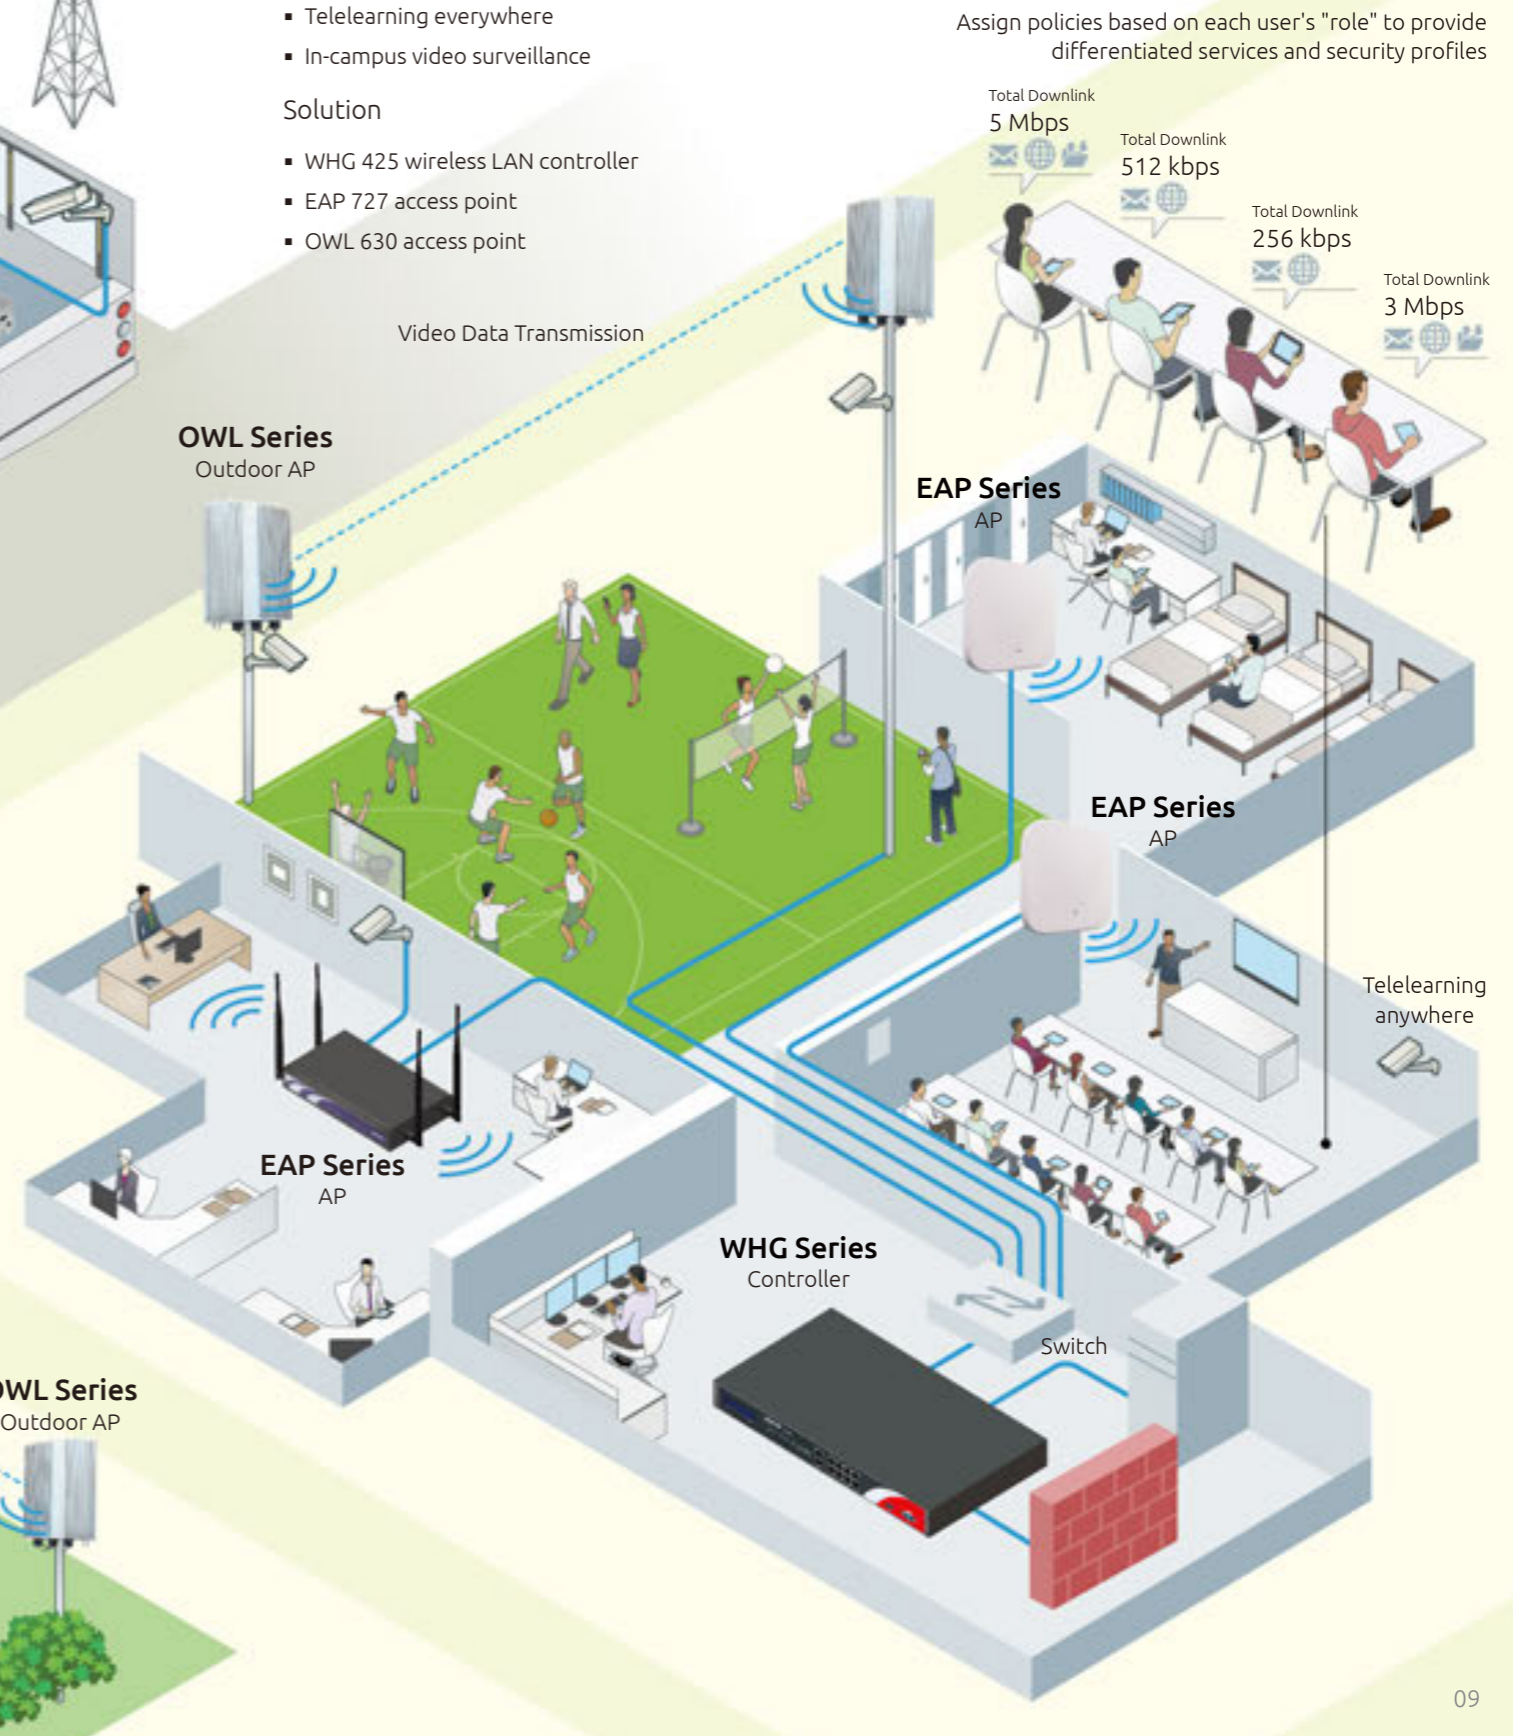 ▪ Telelearning everywhere
▪ In-campus video surveillance
Solution
▪ WHG 425 wireless LAN controller
▪ EAP 727 access point
▪ OWL 630 access point
Assign policies based on each user's "role" to provide
differentiated services and security profiles
Total Downlink
5 Mbps
Total Downlink
512 kbps
Total Downlink
256 kbps
Total Downlink
3 Mbps
Video Data Transmission
OWL Series
Outdoor AP
EAP Series
AP
EAP Series
AP
Telelearning
anywhere
EAP Series
AP
WHG Series
Controller
Switch
OWL Series
Outdoor AP
09